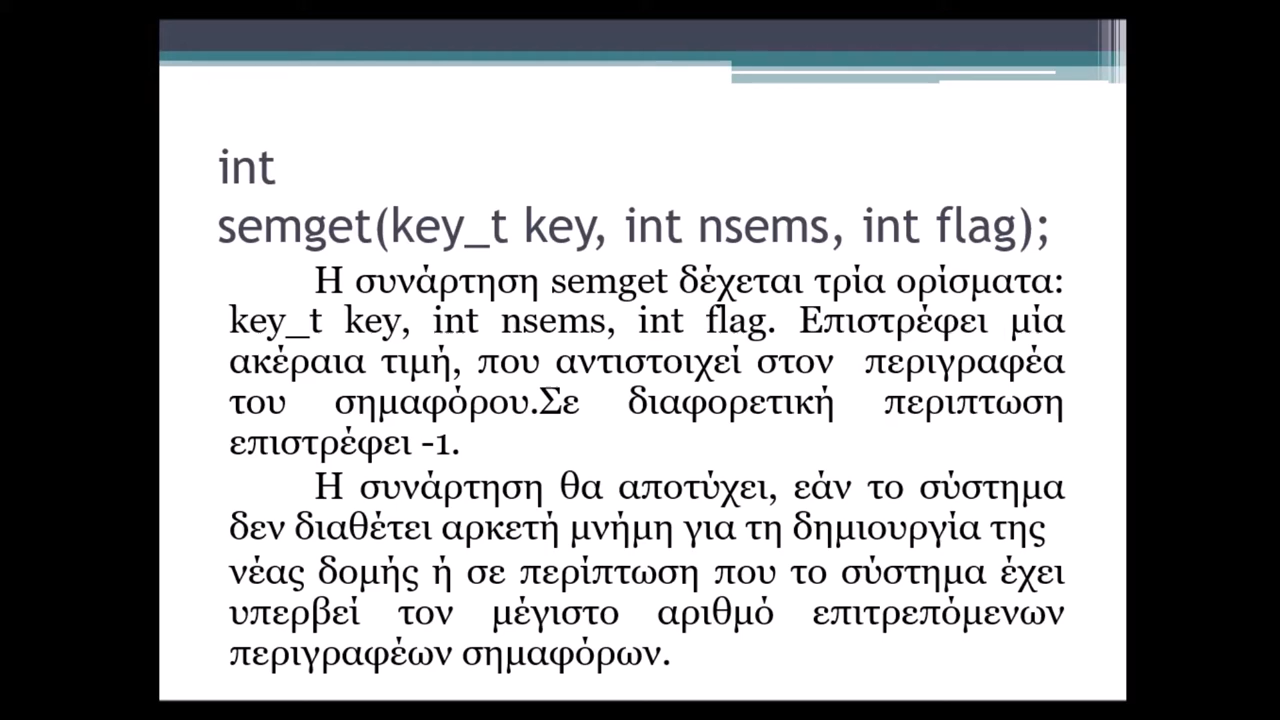 int
semget(key_t key, int nsems, int flag);
Η συνάρτηση semget δέχεται τρία ορίσματα:
key_t key, int nsems, int flag. Επιστρέφει μία
ακέραια τιμή, που αντιστοιχεί στον περιγραφέα
του σημαφόρου.Σε διαφορετική περιπτωση
επιστρέφει -1.
Η συνάρτηση θα αποτύχει, εάν το σύστημα
δεν διαθέτει αρκετή μνήμη για τη δημιουργία της
νέας δομής ή σε περίπτωση που το σύστημα έχει
υπερβεί τον μέγιστο αριθμό επιτρεπόμενων
περιγραφέων σημαφόρων.